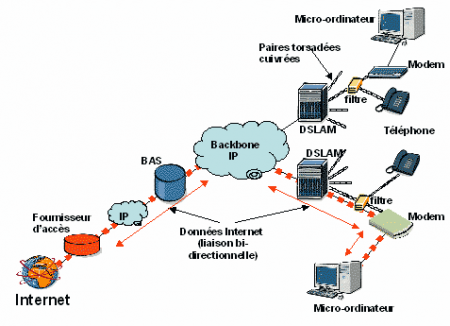 Micro-ordinateur
Paires torsadées
cuivrées
Modem
filtre
DSLAM
Téléphone
Backbone
IP
DSLAM
BAS
filtre
Modem
IP
Fournisseur
d'accès
Données Internet
(liaison bi-
directionnelle)
Internet
Micro-ordinateur